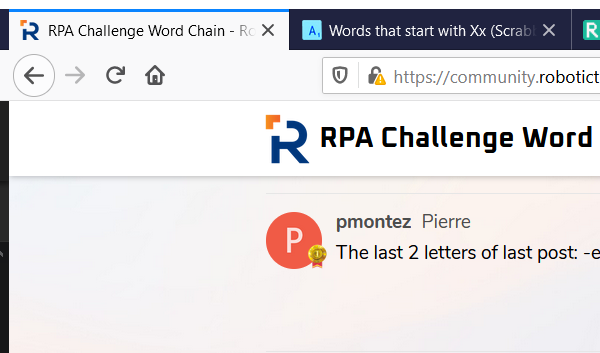 RPA Challenge Word Chain - Ro
Words that start with Xx (Scrab
https://community.robotict
RPA Challenge Word
P
pmontez Pierre
The last 2 letters of last post: -e